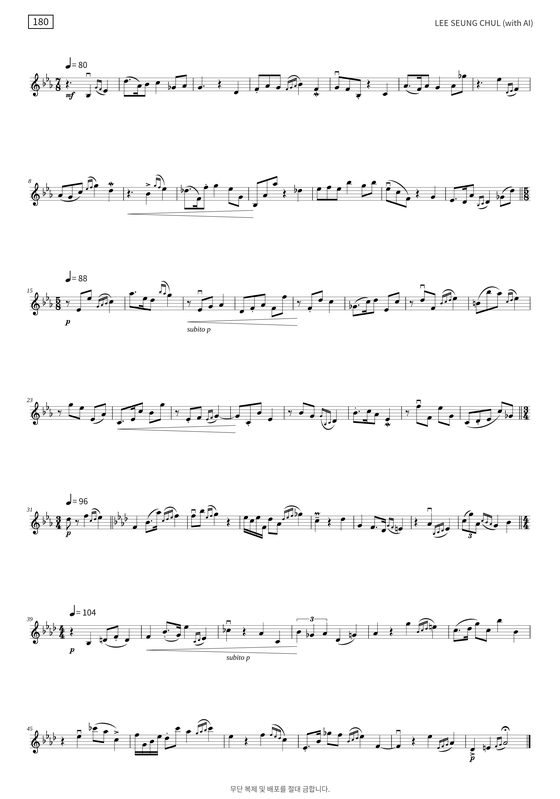 180
LEE SEUNG CHUL (with AI)
♩ = 80
mf
8
♩ = 88
15
p
subito p
23
♩ = 96
31
p
3
♩ = 104
39
p
subito p
3
45
p
무단 복제 및 배포를 절대 금합니다.